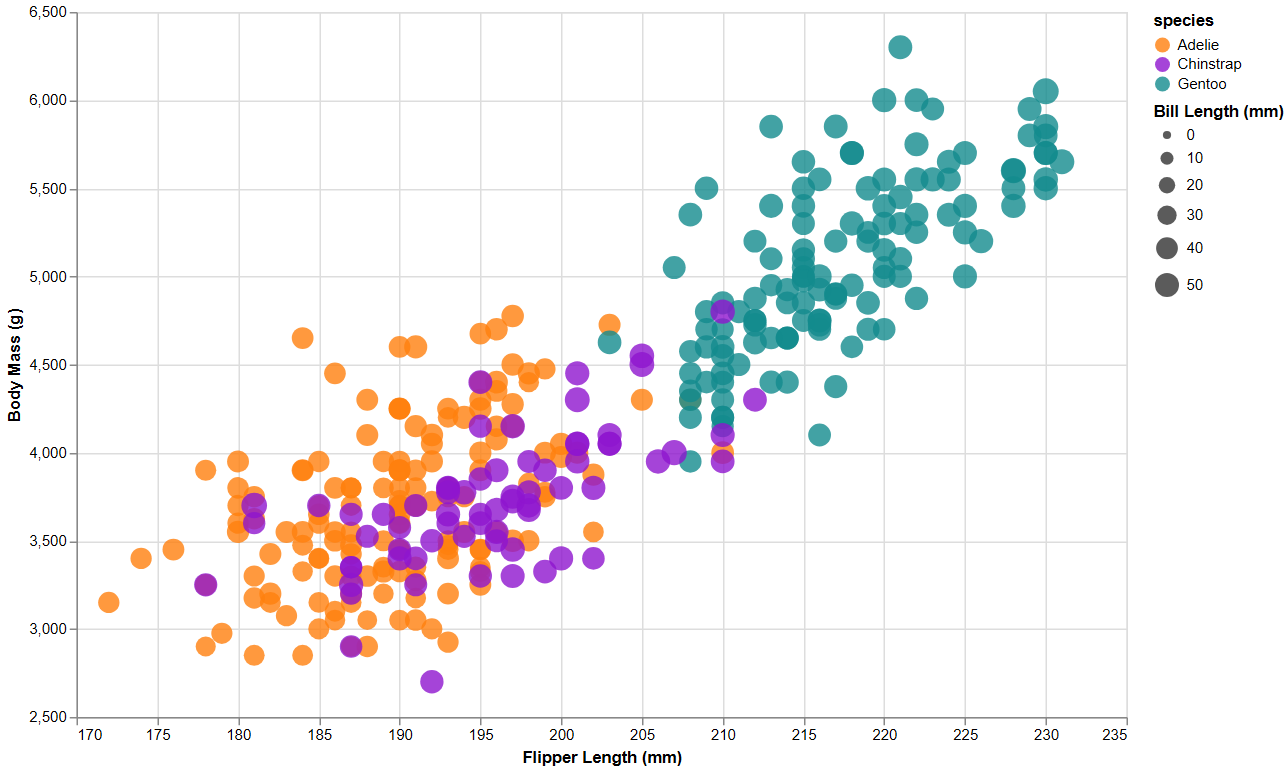 6,500
6,000
5,500
5,000
4,500
4,000
3,500
3,000
2,500
Body Mass (g)
170 175 180 185 190 195 200 205 210 215 220 225 230 235
Flipper Length (mm)
species
Adelie
Chinstrap
Gentoo
Bill Length (mm)
0
10
20
30
40
50